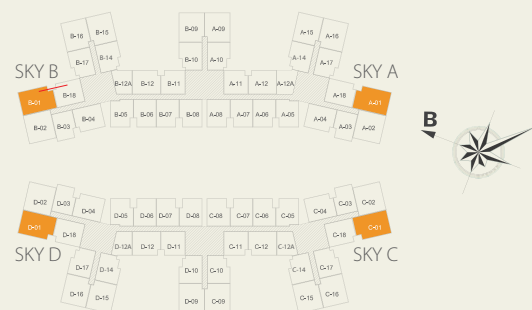 B-16 B-15 B-09 A-09 A-15 A-16
B-17 B-14 B-10 A-10 A-14 A-17
SKY B SKY A
B-18 B-12A B-12 B-11 A-11 A-12 A-12A A-18
B-01 A-01
B-02 B-03 B-04 B-05 B-06 B-07 B-08 A-08 A-07 A-06 A-05 A-04 A-03 A-02
B
D-02 D-03 D-04 D-05 D-06 D-07 D-08 C-08 C-07 C-06 C-05 C-04 C-03 C-02
D-01 C-01
D-18 D-12A D-12 D-11 C-11 C-12 C-12A C-18
SKY D SKY C
D-17 D-14 D-10 C-10 C-14 C-17
D-16 D-15 D-09 C-09 C-15 C-16